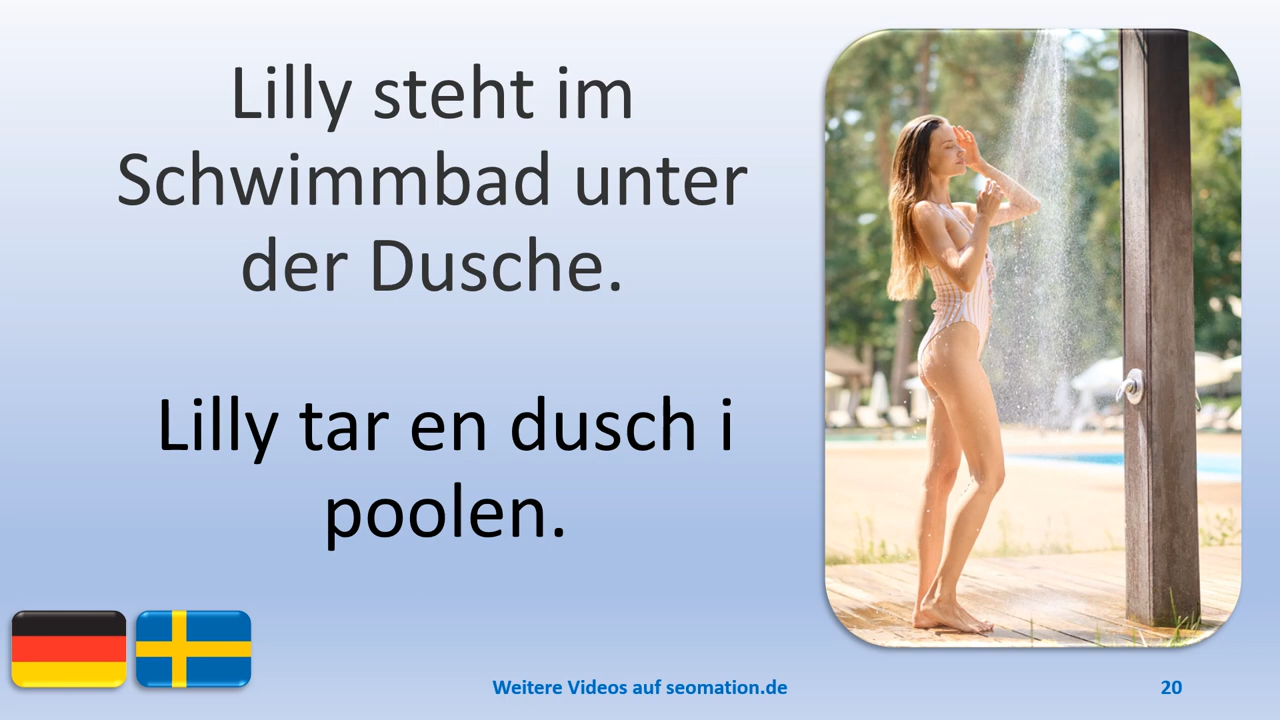 Lilly steht im
Schwimmbad unter
der Dusche.
Lilly tar en dusch i
poolen.
Weitere Videos auf seomation.de
20